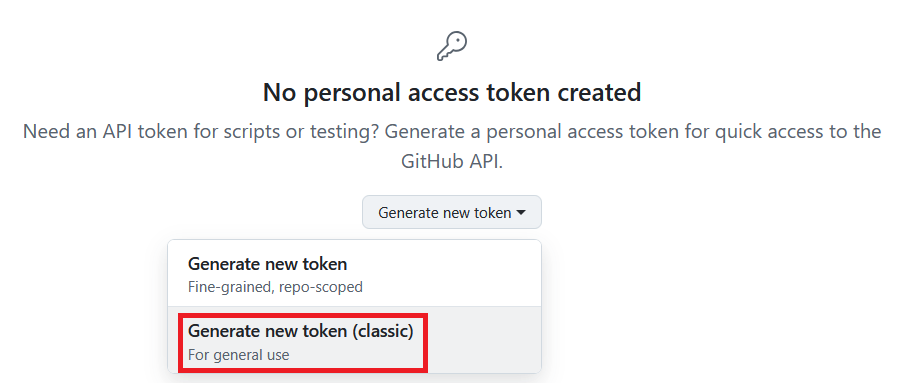 No personal access token created
Need an API token for scripts or testing? Generate a personal access token for quick access to the
GitHub API.
Generate new token
Generate new token
Fine-grained, repo-scoped
Generate new token (classic)
For general use